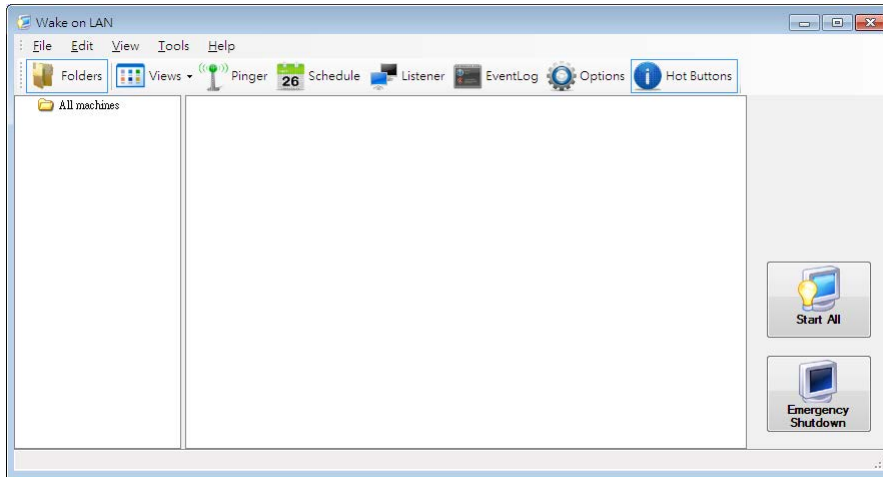 Wake on LAN
File Edit View Tools Help
Folders Views Pinger 26 Schedule Listener EventLog Options i Hot Buttons
All machines
Start All
Emergency
Shutdown